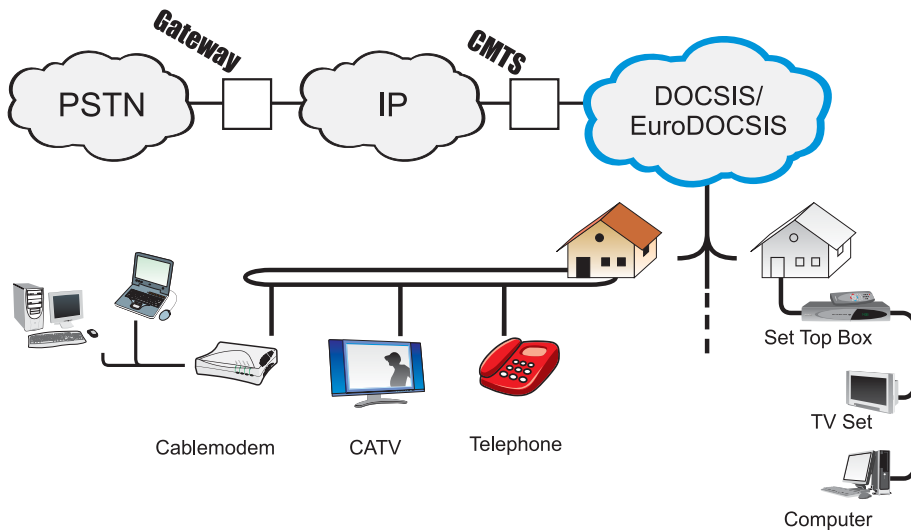 Gateway
CMTS
PSTN
IP
DOCSIS/
EuroDOCSIS
Set Top Box
TV Set
Cablemodem
CATV
Telephone
Computer